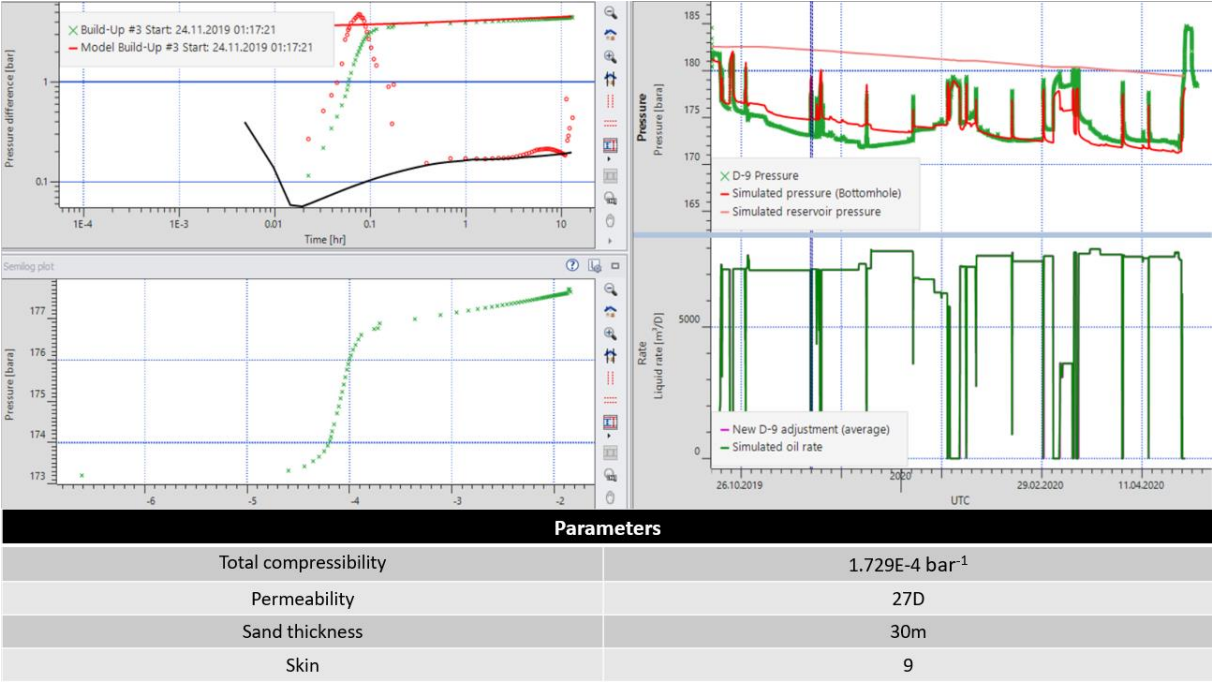 Build-Up #3 Start: 24.11.2019 01:17:21
Model Build-Up #3 Start: 24.11.2019 01:17:21
Pressure difference [bar]
1
0.1
1E-4 1E-3 0.01 0.1 1 10
Time [hr]
Semlog plot
Pressure [bara]
177
176
175
174
173
-6 -5 -4 -3 -2
Pressure
Pressure [bara]
185
180
175
170
165
D-9 Pressure
Simulated pressure (Bottomhole)
Simulated reservoir pressure
Rate
Liquid rate [m³/D]
5000
0
New D-9 adjustment (average)
Simulated oil rate
26.10.2019 2020 29.02.2020 11.04.2020
UTC
Parameters
Total compressibility 1.729E-4 bar⁻¹
Permeability 27D
Sand thickness 30m
Skin 9